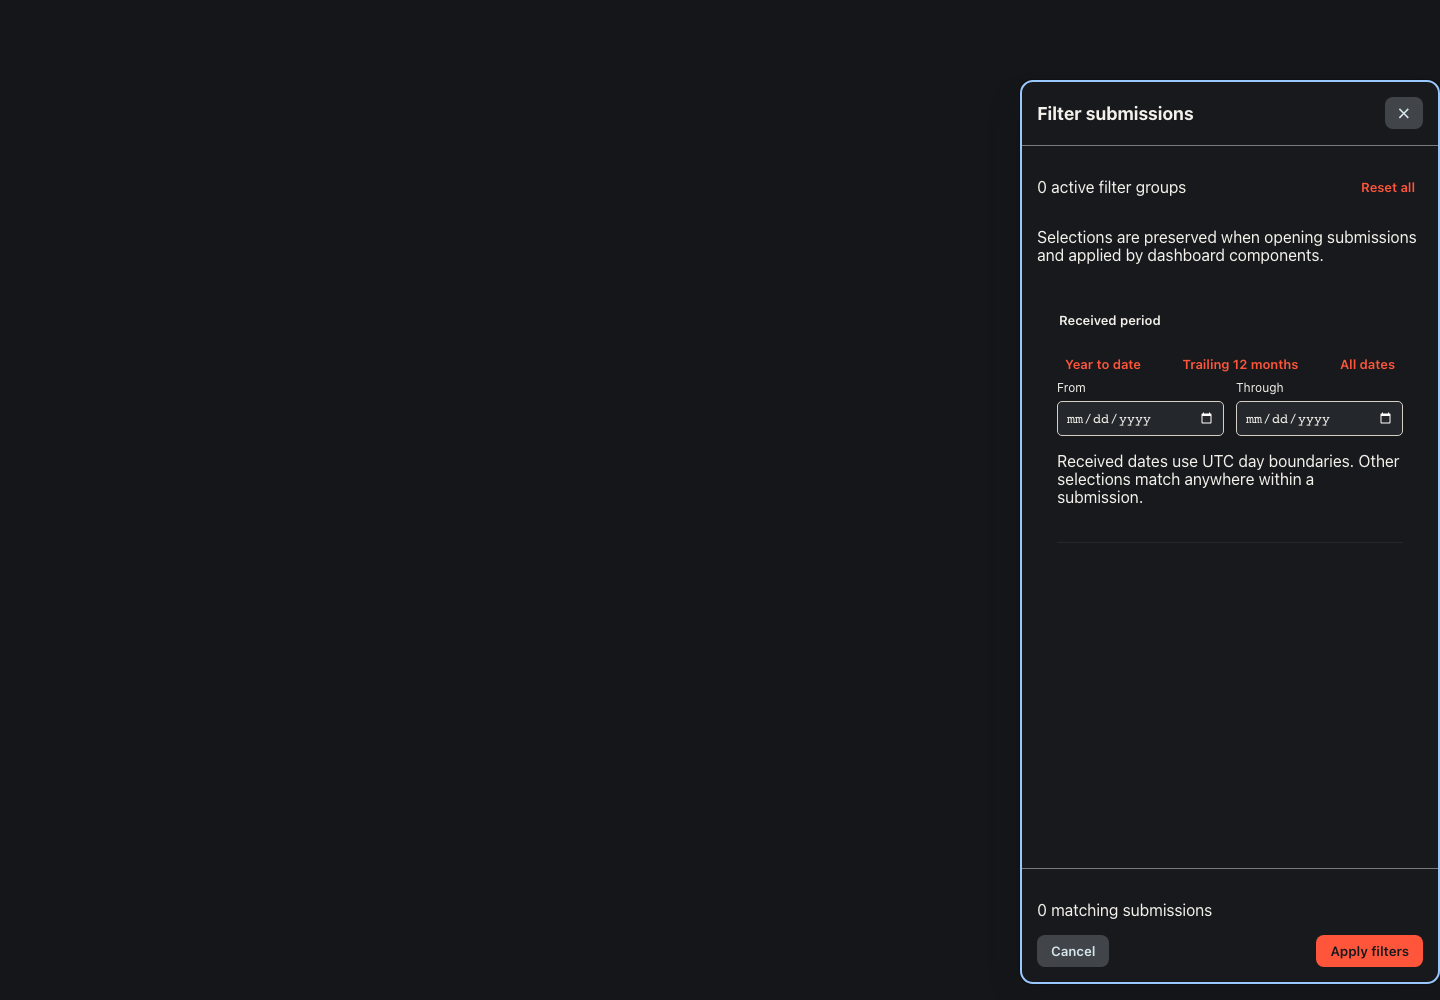 Filter submissions
0 active filter groups
Reset all
Selections are preserved when opening submissions
and applied by dashboard components.
Received period
Year to date
Trailing 12 months
All dates
From
Through
mm/dd/yyyy
mm/dd/yyyy
Received dates use UTC day boundaries. Other
selections match anywhere within a
submission.
0 matching submissions
Cancel
Apply filters